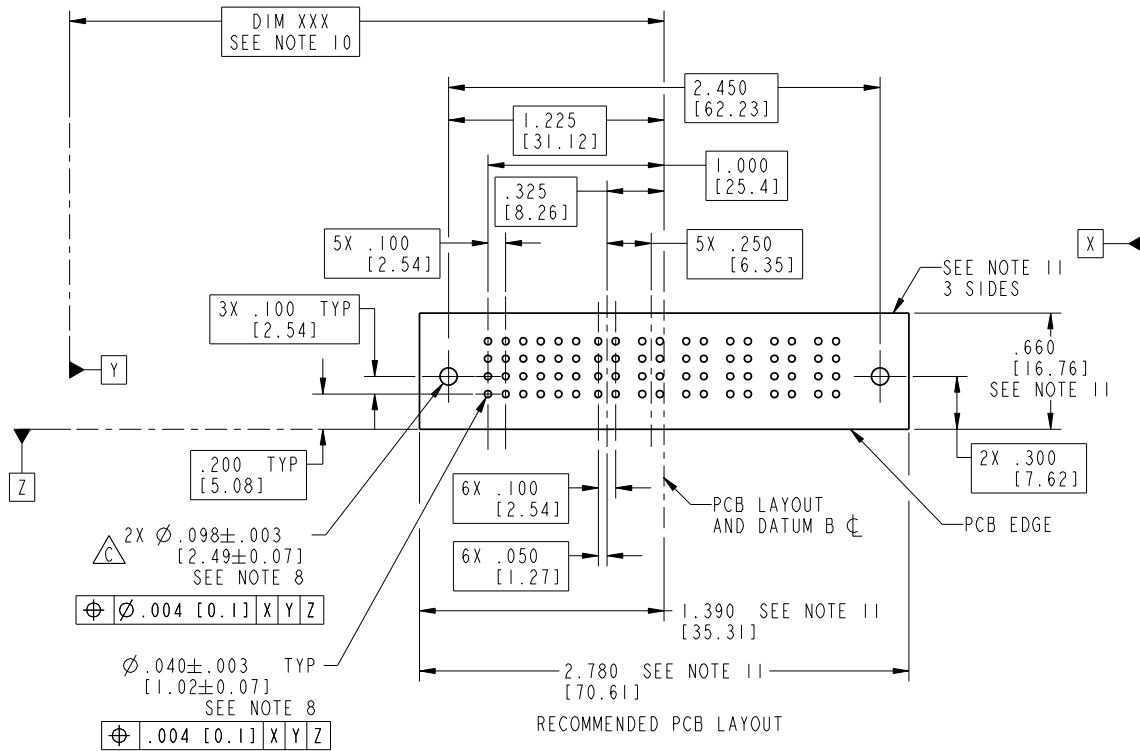 DIM XXX
SEE NOTE 10
2.450
[62.23]
1.225
[31.12]
1.000
[25.4]
.325
[8.26]
5X .100
[2.54]
5X .250
[6.35]
X
SEE NOTE 11
3 SIDES
3X .100 TYP
[2.54]
Y
.660
[16.76]
SEE NOTE 11
Z
.200 TYP
[5.08]
2X .300
[7.62]
6X .100
[2.54]
PCB LAYOUT
AND DATUM B ℄
PCB EDGE
C
2X Ø.098±.003
[2.49±0.07]
SEE NOTE 8
6X .050
[1.27]
⌖ Ø.004 [0.1] X Y Z
1.390 SEE NOTE 11
[35.31]
Ø.040±.003 TYP
[1.02±0.07]
SEE NOTE 8
2.780 SEE NOTE 11
[70.61]
⌖ .004 [0.1] X Y Z
RECOMMENDED PCB LAYOUT